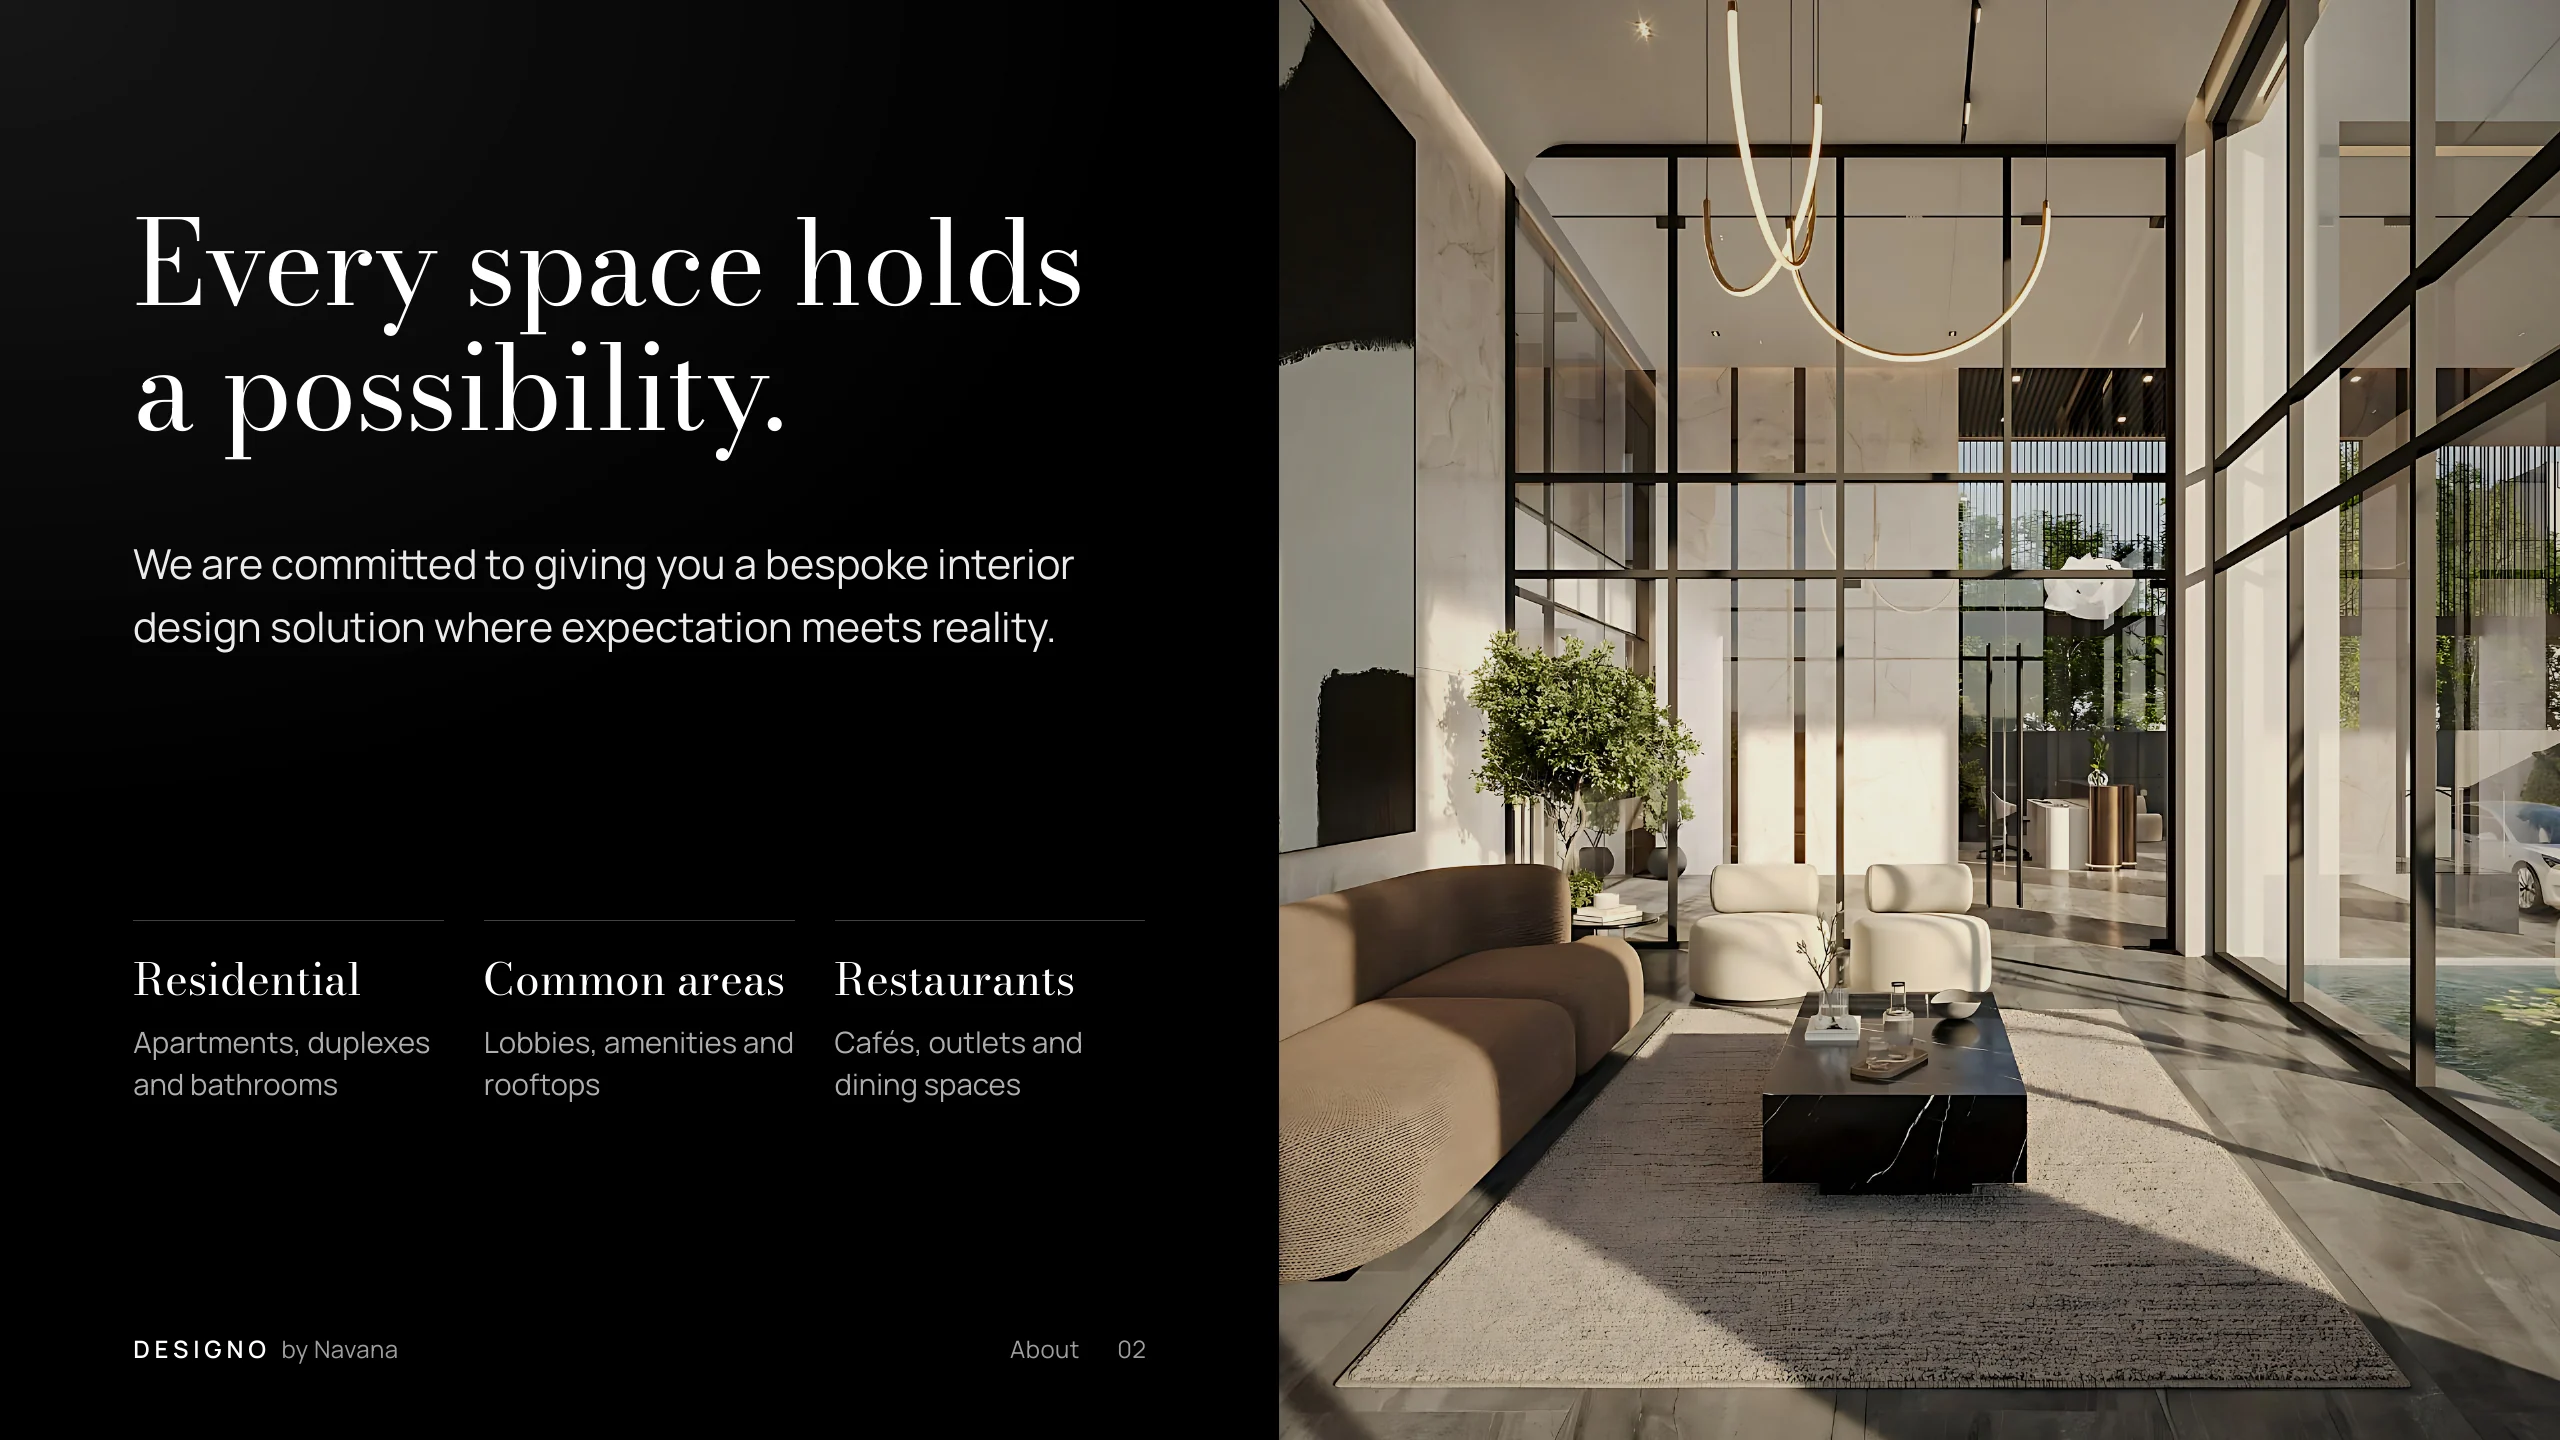 Every space holds
a possibility.
We are committed to giving you a bespoke interior
design solution where expectation meets reality.
Residential
Apartments, duplexes
and bathrooms
Common areas
Lobbies, amenities and
rooftops
Restaurants
Cafés, outlets and
dining spaces
DESIGNO by Navana
About 02